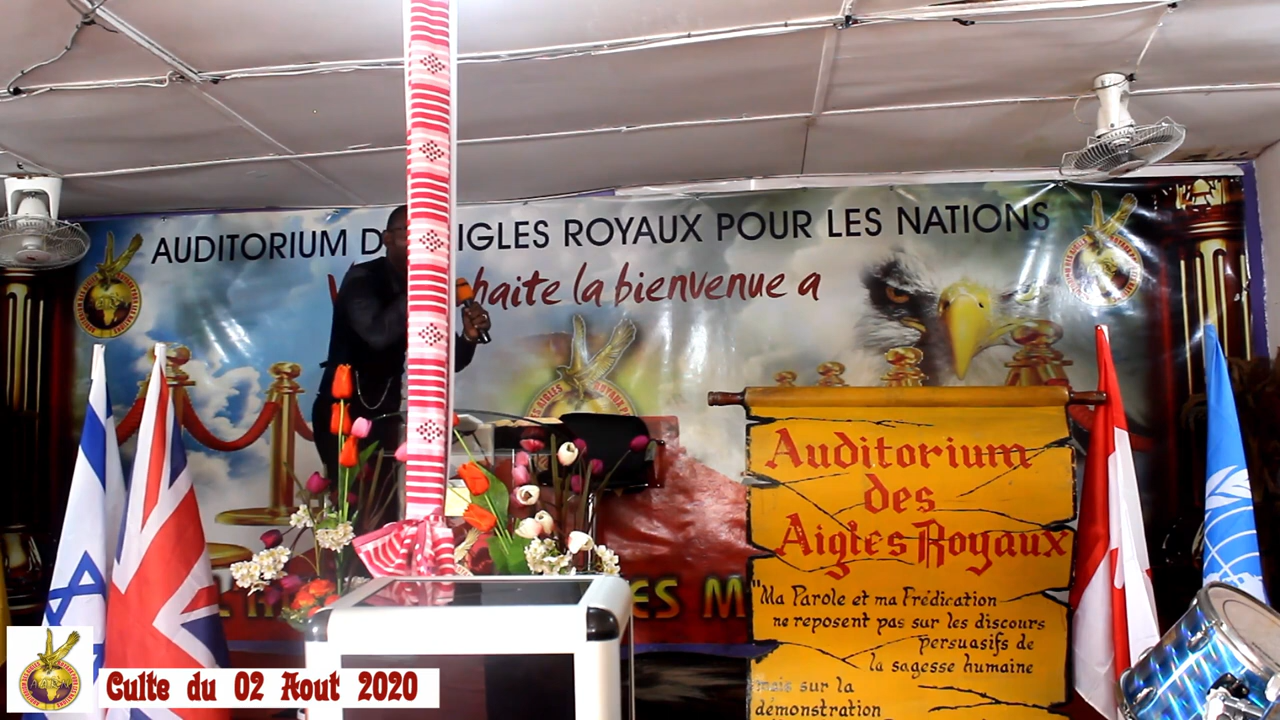 AUDITORIUM D IGLES ROYAUX POUR LES NATIONS
haite la bienvenue a
Auditorium
des
Aigles Royaux
"Ma Parole et ma Prédication
ne reposent pas sur les discours
persuasifs de
la sagesse humaine
mais sur la
démonstration
ES M
Culte du 02 Aout 2020